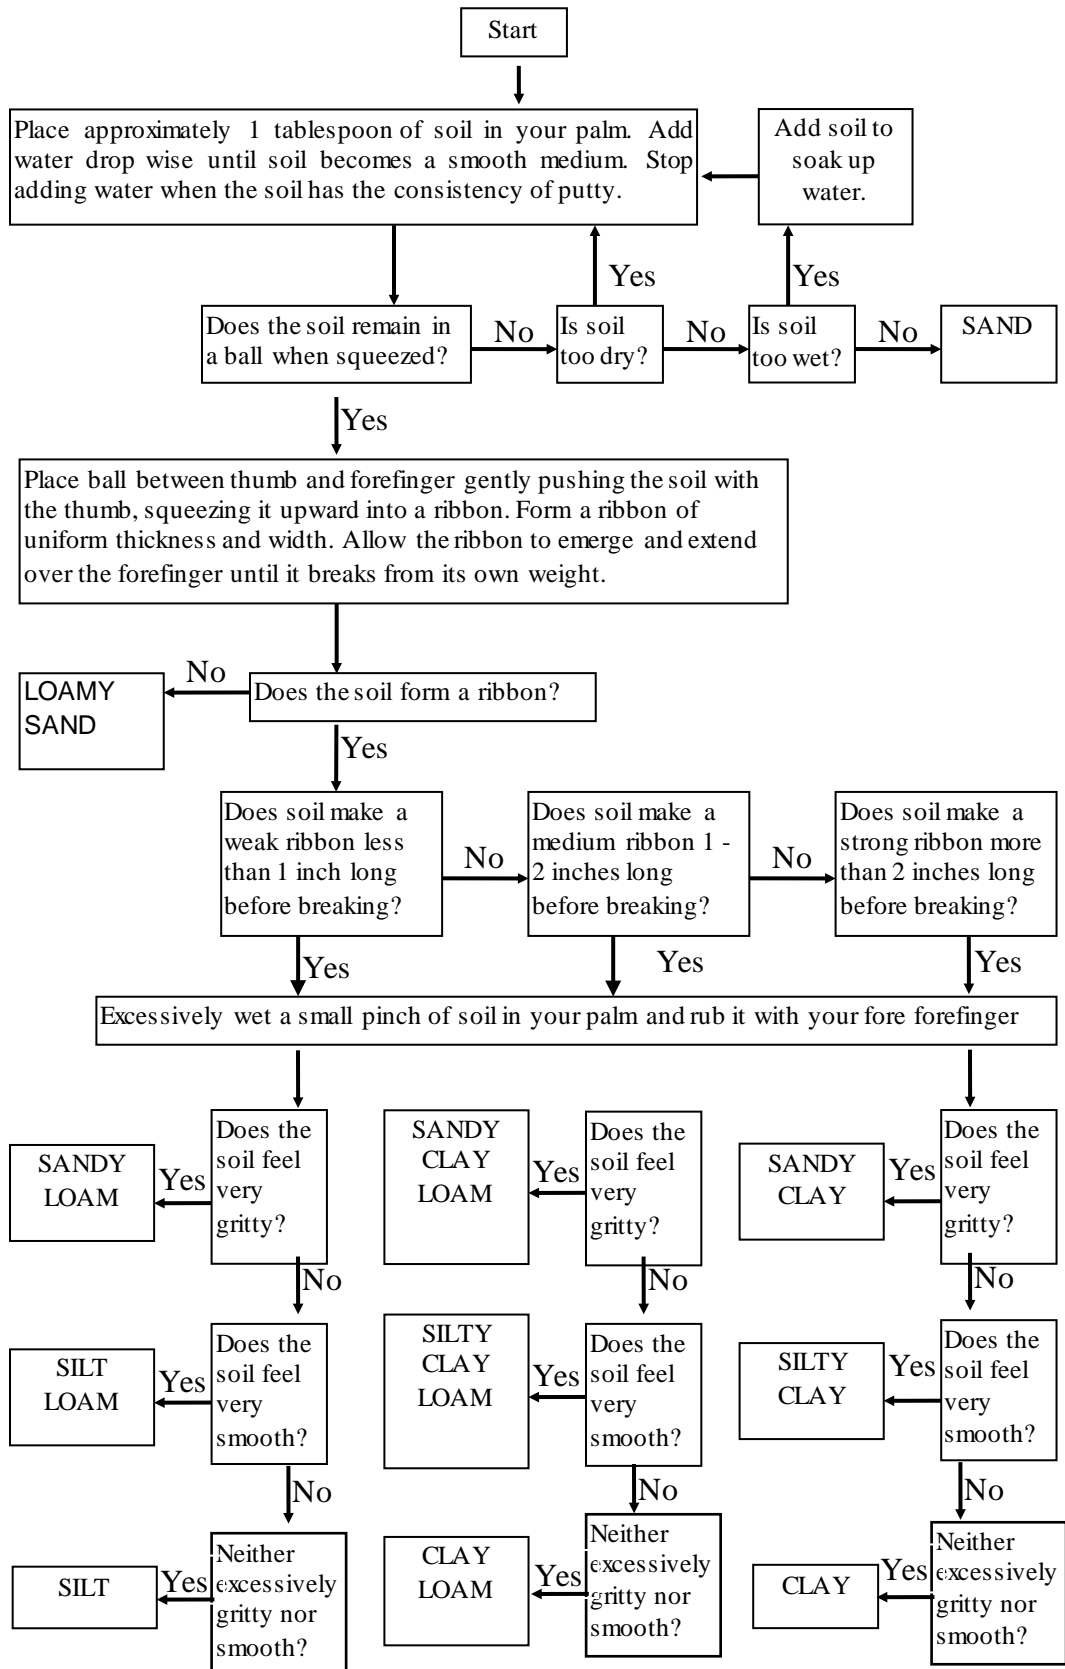 Start
Place approximately 1 tablespoon of soil in your palm. Add
water drop wise until soil becomes a smooth medium. Stop
adding water when the soil has the consistency of putty.
Add soil to
soak up
water.
Yes
Yes
Does the soil remain in
a ball when squeezed?
No
Is soil
too dry?
No
Is soil
too wet?
No
SAND
Yes
Place ball between thumb and forefinger gently pushing the soil with
the thumb, squeezing it upward into a ribbon. Form a ribbon of
uniform thickness and width. Allow the ribbon to emerge and extend
over the forefinger until it breaks from its own weight.
LOAMY
SAND
No
Does the soil form a ribbon?
Yes
Does soil make a
weak ribbon less
than 1 inch long
before breaking?
No
Does soil make a
medium ribbon 1 -
2 inches long
before breaking?
No
Does soil make a
strong ribbon more
than 2 inches long
before breaking?
Yes
Yes
Yes
Excessively wet a small pinch of soil in your palm and rub it with your fore forefinger
SANDY
LOAM
Yes
Does the
soil feel
very
gritty?
SANDY
CLAY
LOAM
Yes
Does the
soil feel
very
gritty?
SANDY
CLAY
Yes
Does the
soil feel
very
gritty?
No
No
No
SILT
LOAM
Yes
Does the
soil feel
very
smooth?
SILTY
CLAY
LOAM
Yes
Does the
soil feel
very
smooth?
SILTY
CLAY
Yes
Does the
soil feel
very
smooth?
No
No
No
SILT
Yes
Neither
excessively
gritty nor
smooth?
CLAY
LOAM
Yes
Neither
excessively
gritty nor
smooth?
CLAY
Yes
Neither
excessively
gritty nor
smooth?